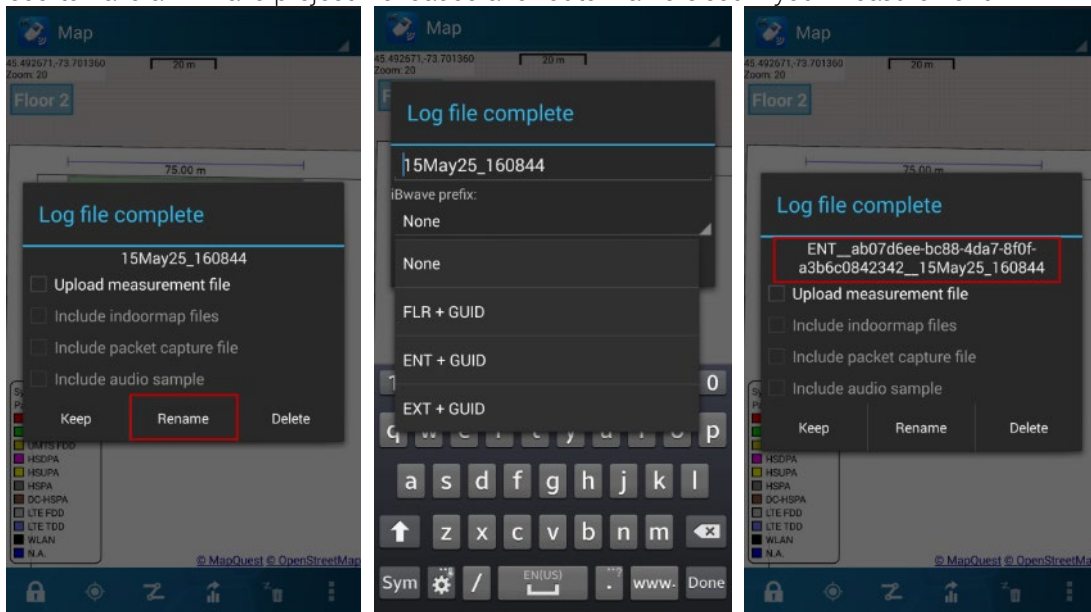 Map
45.492671,-73.701360
Zoom: 20
20 m
Floor 2
75.00 m
Log file complete
15May25_160844
Upload measurement file
Include indoormap files
Include packet capture file
Include audio sample
Keep Rename Delete
UMTS FDD
HSDPA
HSUPA
HSPA
DC-HSPA
LTE FDD
LTE TDD
WLAN
N.A.
© MapQuest © OpenStreetMap
Map
45.492671,-73.701360
Zoom: 20
20 m
Log file complete
15May25_160844
iBwave prefix:
None
None
FLR + GUID
ENT + GUID
EXT + GUID
1 0
q w e r t y u i o p
a s d f g h j k l
z x c v b n m
Sym / EN(US) . www. Done
Map
45.492671,-73.701360
Zoom: 20
20 m
Floor 2
75.00 m
Log file complete
ENT__ab07d6ee-bc88-4da7-8f0f-
a3b6c0842342__15May25_160844
Upload measurement file
Include indoormap files
Include packet capture file
Include audio sample
Keep Rename Delete
HSDPA
HSUPA
HSPA
DC-HSPA
LTE FDD
LTE TDD
WLAN
N.A.
© MapQuest © OpenStreetMap